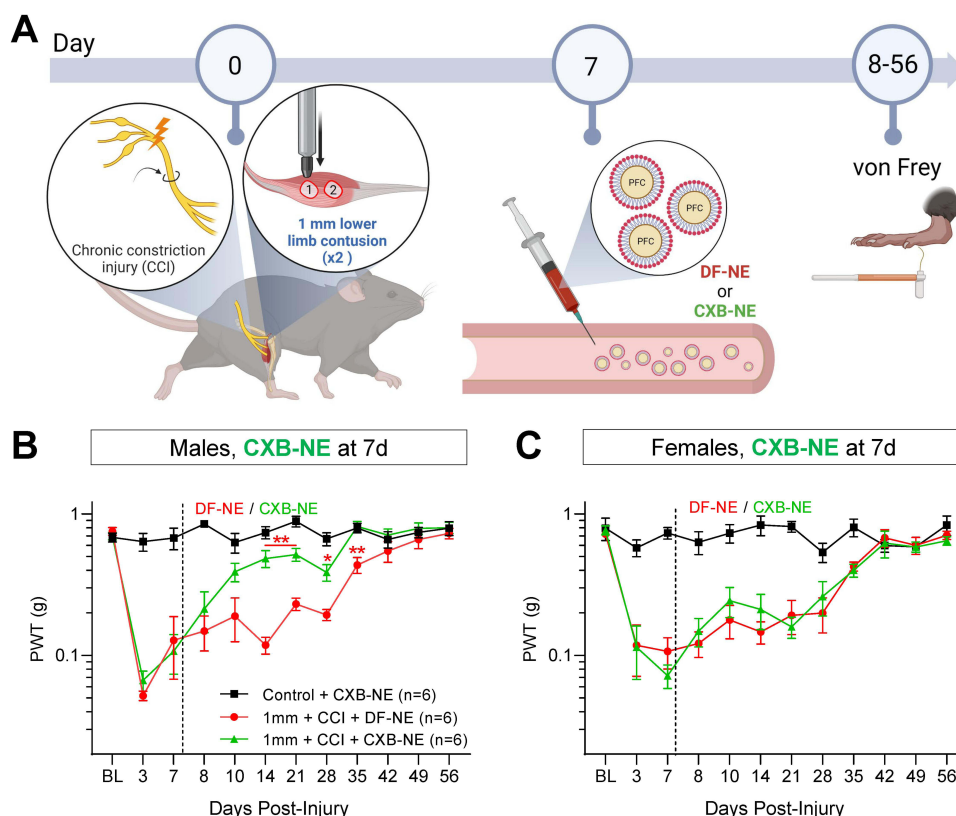 A
Day
0
7
8-56
Chronic constriction
injury (CCI)
1
2
1 mm lower
limb contusion
(x2 )
PFC
PFC
PFC
DF-NE
or
CXB-NE
von Frey
B
Males, CXB-NE at 7d
DF-NE / CXB-NE
1
0.1
PWT (g)
**
*
**
Control + CXB-NE (n=6)
1mm + CCI + DF-NE (n=6)
1mm + CCI + CXB-NE (n=6)
BL 3 7 8 10 14 21 28 35 42 49 56
Days Post-Injury
C
Females, CXB-NE at 7d
DF-NE / CXB-NE
1
0.1
PWT (g)
BL 3 7 8 10 14 21 28 35 42 49 56
Days Post-Injury